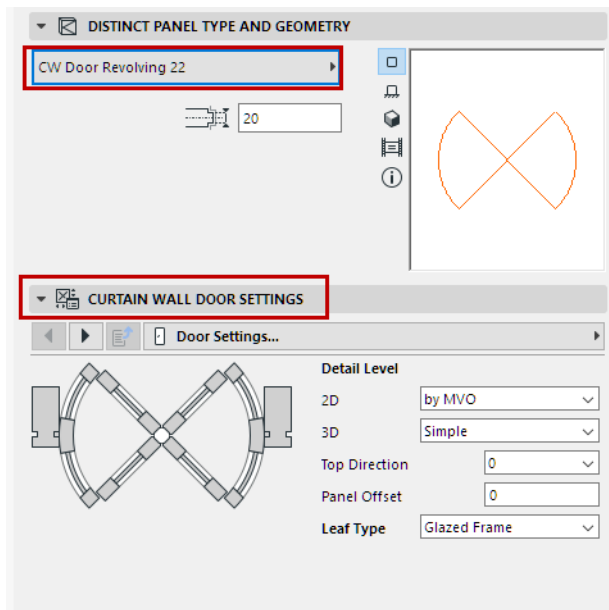 DISTINCT PANEL TYPE AND GEOMETRY
CW Door Revolving 22
20
CURTAIN WALL DOOR SETTINGS
Door Settings...
Detail Level
2D by MVO
3D Simple
Top Direction 0
Panel Offset 0
Leaf Type Glazed Frame